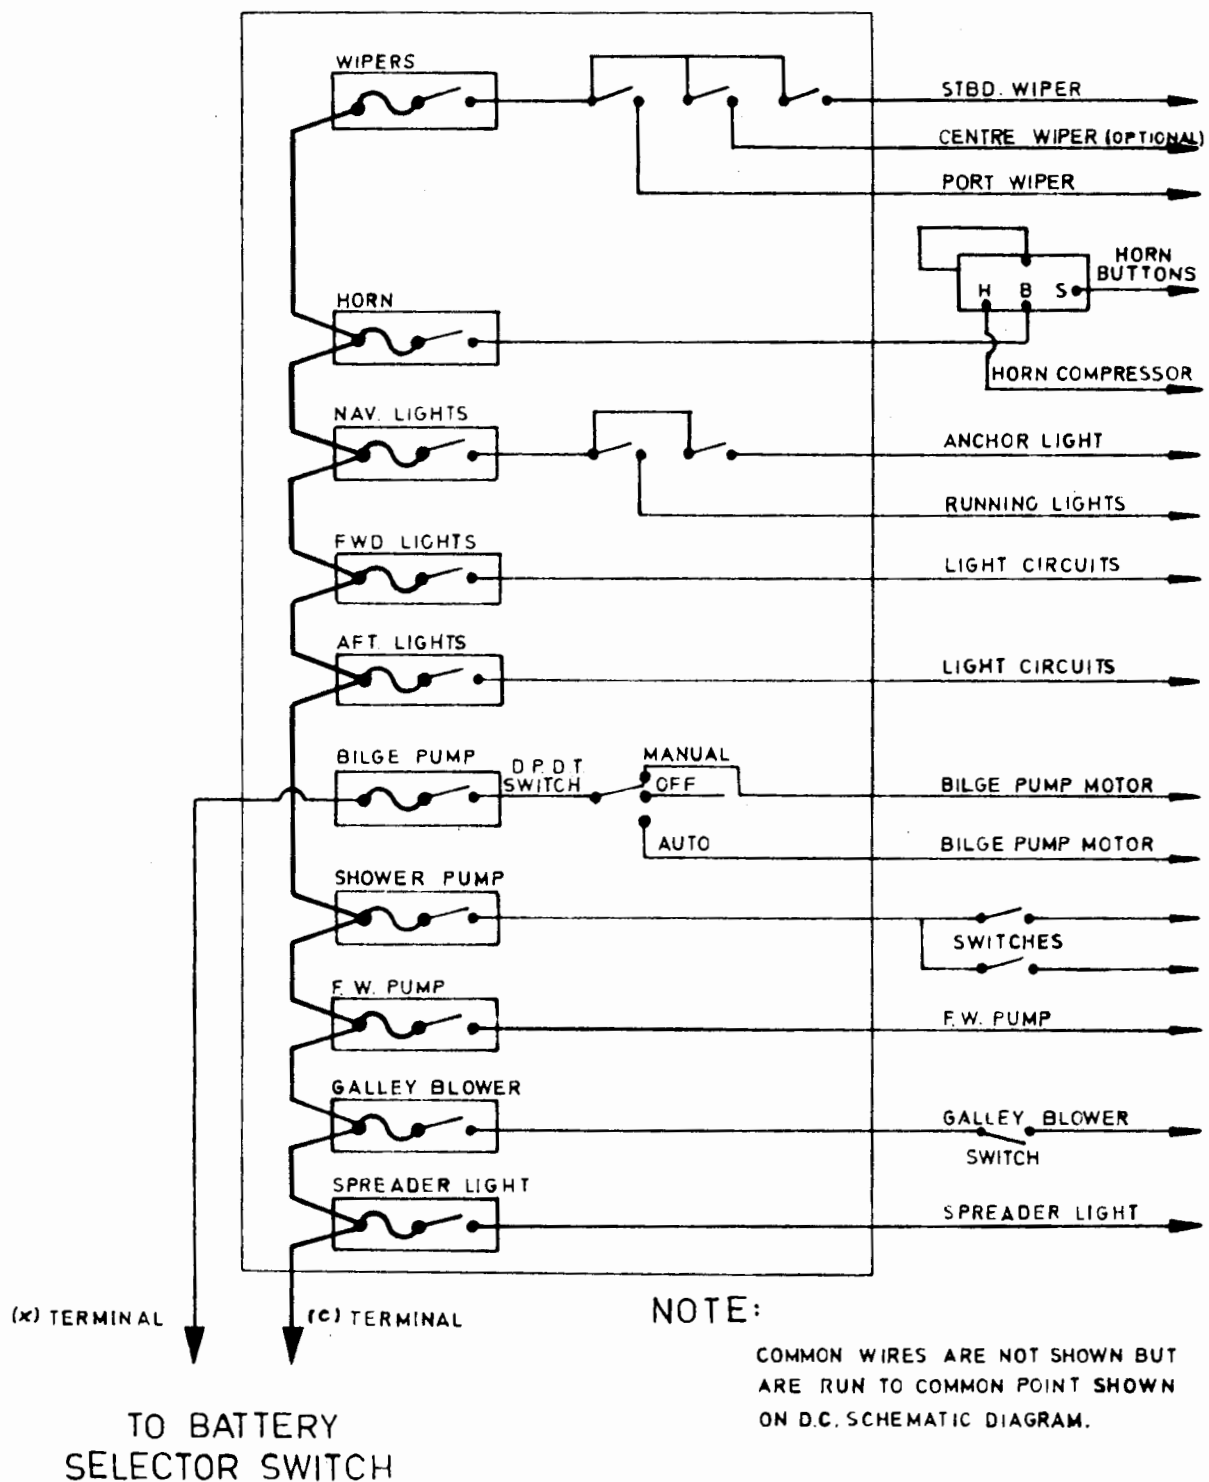 WIPERS
STBD. WIPER
CENTRE WIPER (OPTIONAL)
PORT WIPER
HORN
BUTTONS
H B S
HORN
HORN COMPRESSOR
NAV. LIGHTS
ANCHOR LIGHT
RUNNING LIGHTS
FWD LIGHTS
LIGHT CIRCUITS
AFT. LIGHTS
LIGHT CIRCUITS
BILGE PUMP
D.P.D.T.
SWITCH
MANUAL
OFF
AUTO
BILGE PUMP MOTOR
BILGE PUMP MOTOR
SHOWER PUMP
SWITCHES
F. W. PUMP
F. W. PUMP
GALLEY BLOWER
GALLEY BLOWER
SWITCH
SPREADER LIGHT
SPREADER LIGHT
(X) TERMINAL
(C) TERMINAL
TO BATTERY
SELECTOR SWITCH
NOTE:
COMMON WIRES ARE NOT SHOWN BUT
ARE RUN TO COMMON POINT SHOWN
ON D.C. SCHEMATIC DIAGRAM.